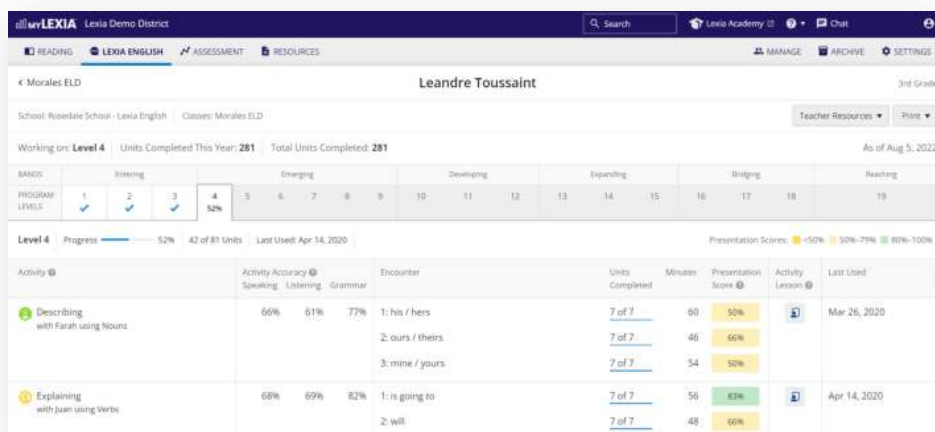 myLEXIA Lexia Demo District Search Lexia Academy ? Chat
READING LEXIA ENGLISH ASSESSMENT RESOURCES MANAGE ARCHIVE SETTINGS
< Morales ELD Leandre Toussaint 3rd Grade
School: Rosedale School - Lexia English Classes: Morales ELD Teacher Resources Print
Working on: Level 4 Units Completed This Year: 281 Total Units Completed: 281 As of Aug 5, 2022
BANDS Entering Emerging Developing Expanding Bridging Reaching
PROGRAM LEVELS 1 2 3 4 5 6 7 8 9 10 11 12 13 14 15 16 17 18 19
52%
Level 4 Progress 52% 42 of 81 Units Last Used: Apr 14, 2020 Presentation Scores: <50% 50%-79% 80%-100%
Activity Activity Accuracy Encounter Units Minutes Presentation Activity Last Used
Speaking Listening Grammar Completed Score Lesson
Describing 66% 61% 77% 1: his / hers 7 of 7 60 50% Mar 26, 2020
with Farah using Nouns
2: ours / theirs 7 of 7 46 66%
3: mine / yours 7 of 7 54 50%
Explaining 68% 69% 82% 1: is going to 7 of 7 56 83% Apr 14, 2020
with Juan using Verbs
2: will 7 of 7 48 66%